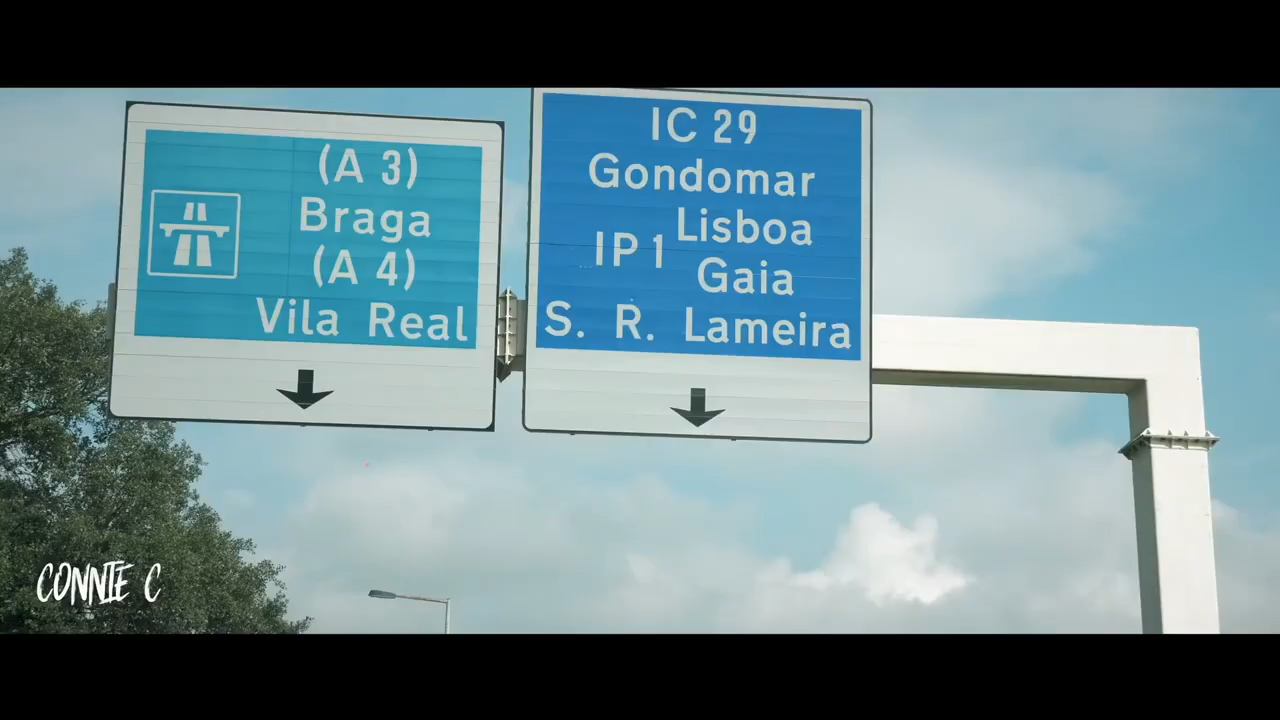 (A 3)
Braga
(A 4)
Vila Real
IC 29
Gondomar
Lisboa
IP 1
Gaia
S. R. Lameira
CONNIE C